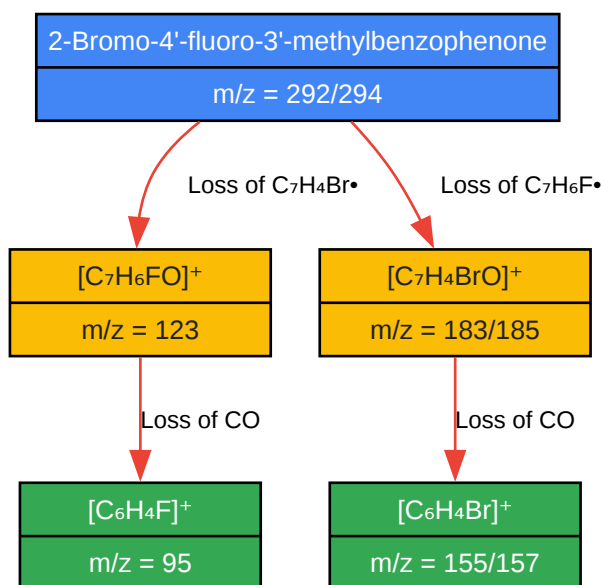 2-Bromo-4'-fluoro-3'-methylbenzophenone
m/z = 292/294
Loss of C₇H₄Br•
Loss of C₇H₆F•
[C₇H₆FO]⁺
m/z = 123
[C₇H₄BrO]⁺
m/z = 183/185
Loss of CO
Loss of CO
[C₆H₄F]⁺
m/z = 95
[C₆H₄Br]⁺
m/z = 155/157